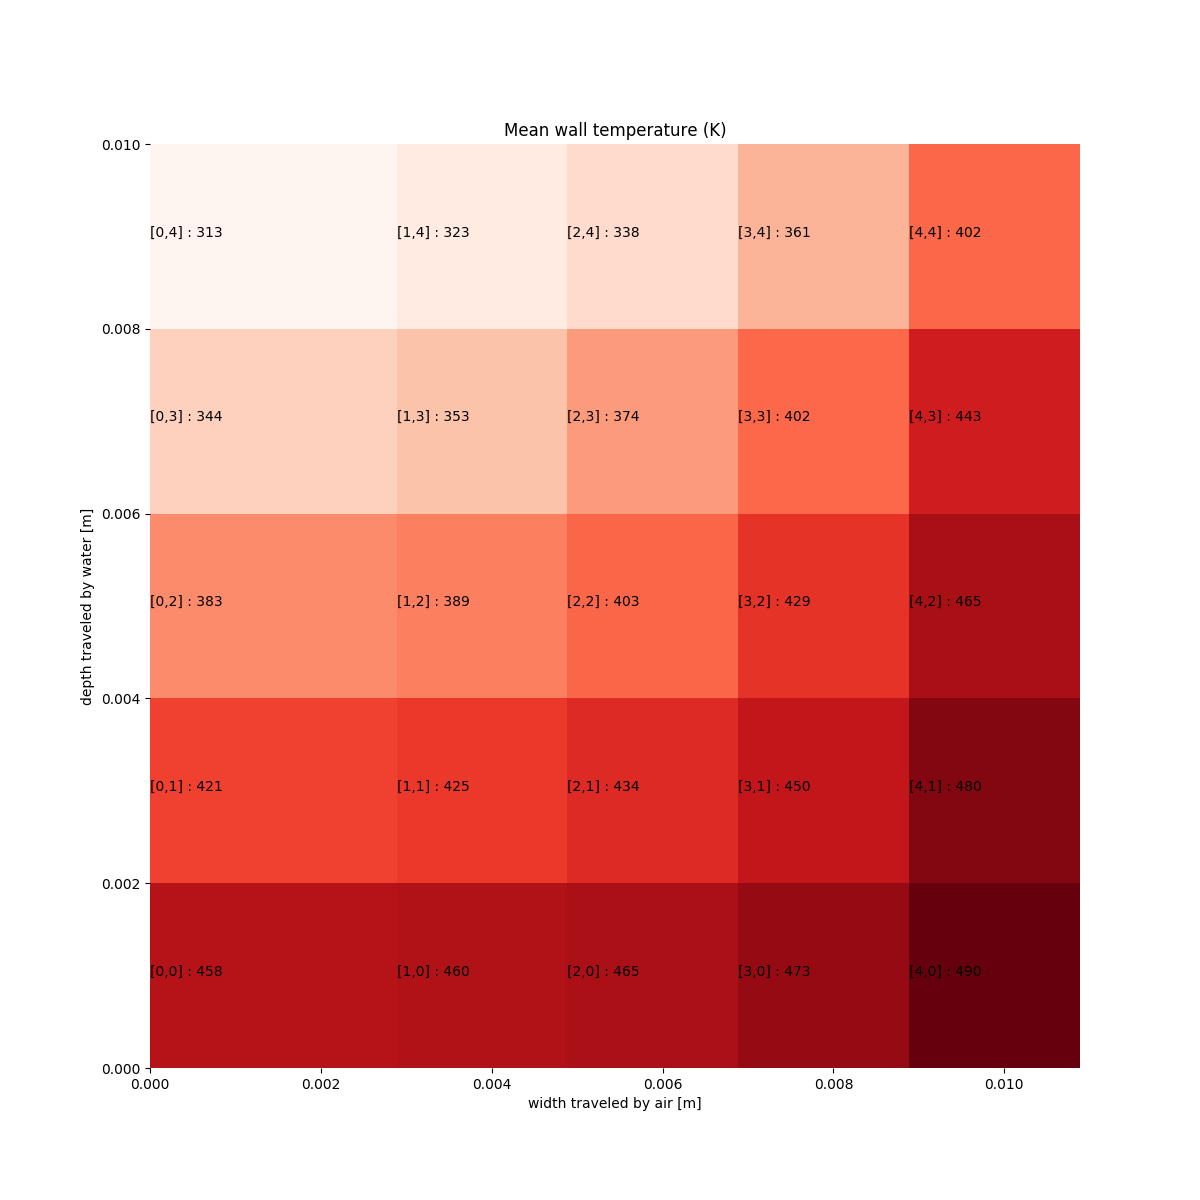 Mean wall temperature (K)
0.010
[0,4] : 313 [1,4] : 323 [2,4] : 338 [3,4] : 361 [4,4] : 402
0.008
[0,3] : 344 [1,3] : 353 [2,3] : 374 [3,3] : 402 [4,3] : 443
0.006
depth traveled by water [m]
[0,2] : 383 [1,2] : 389 [2,2] : 403 [3,2] : 429 [4,2] : 465
0.004
[0,1] : 421 [1,1] : 425 [2,1] : 434 [3,1] : 450 [4,1] : 480
0.002
[0,0] : 458 [1,0] : 460 [2,0] : 465 [3,0] : 473 [4,0] : 490
0.000
0.000 0.002 0.004 0.006 0.008 0.010
width traveled by air [m]